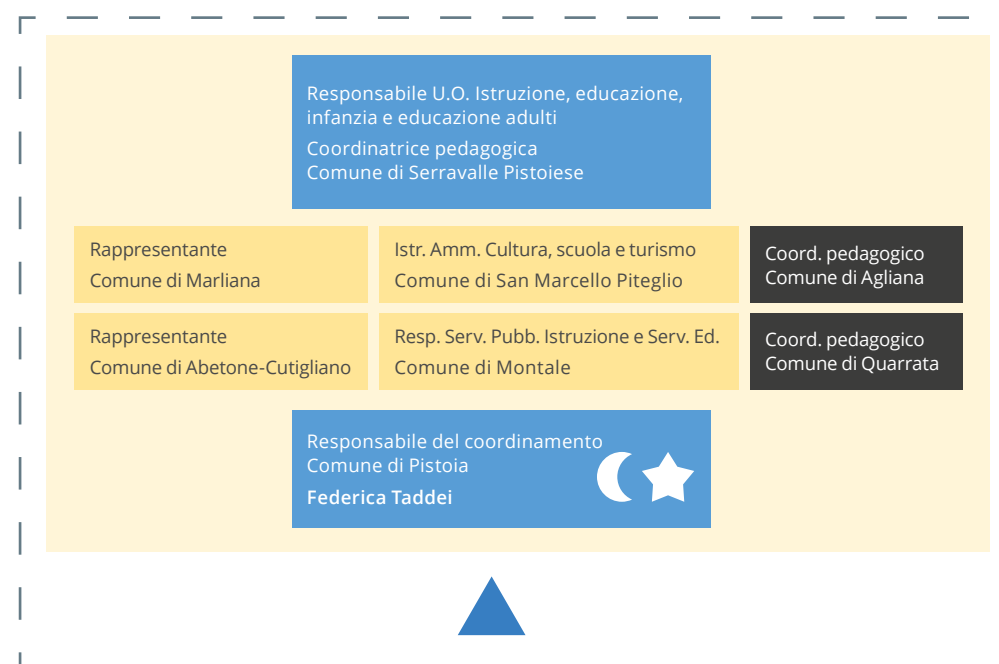 Responsabile U.O. Istruzione, educazione,
infanzia e educazione adulti
Coordinatrice pedagogica
Comune di Serravalle Pistoiese
Rappresentante
Comune di Marliana
Istr. Amm. Cultura, scuola e turismo
Comune di San Marcello Piteglio
Coord. pedagogico
Comune di Agliana
Rappresentante
Comune di Abetone-Cutigliano
Resp. Serv. Pubb. Istruzione e Serv. Ed.
Comune di Montale
Coord. pedagogico
Comune di Quarrata
Responsabile del coordinamento
Comune di Pistoia
Federica Taddei